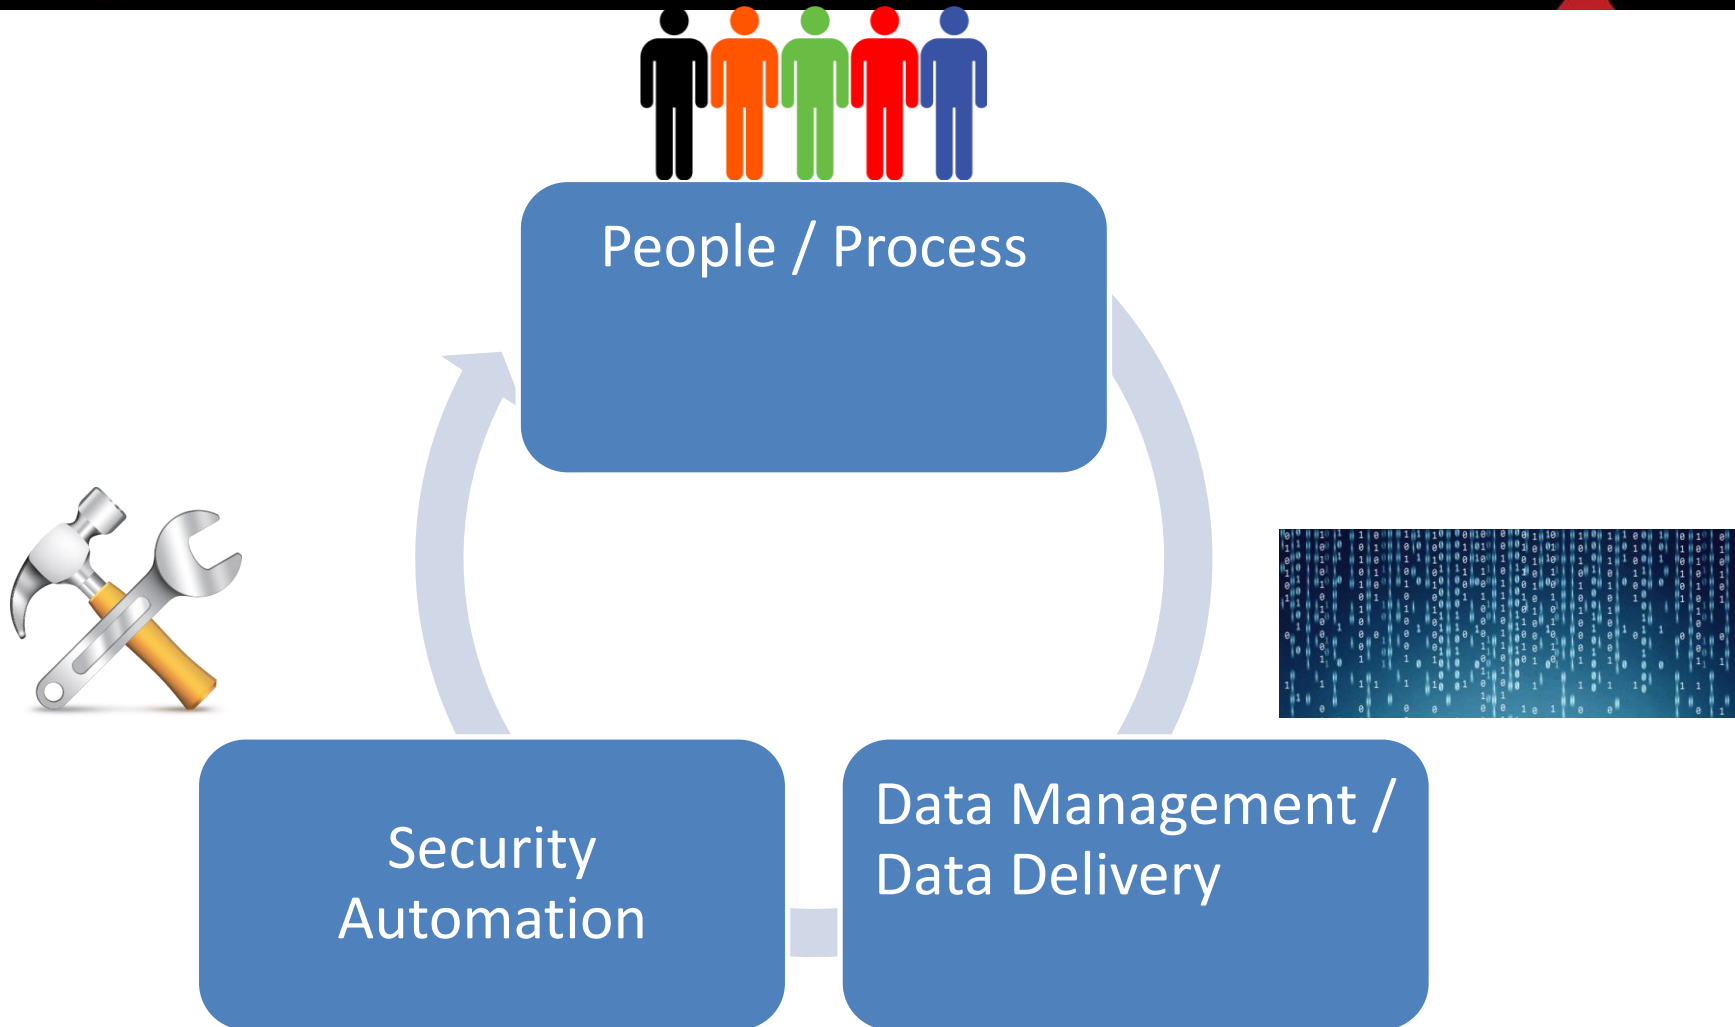 People / Process
Security
Automation
Data Management /
Data Delivery